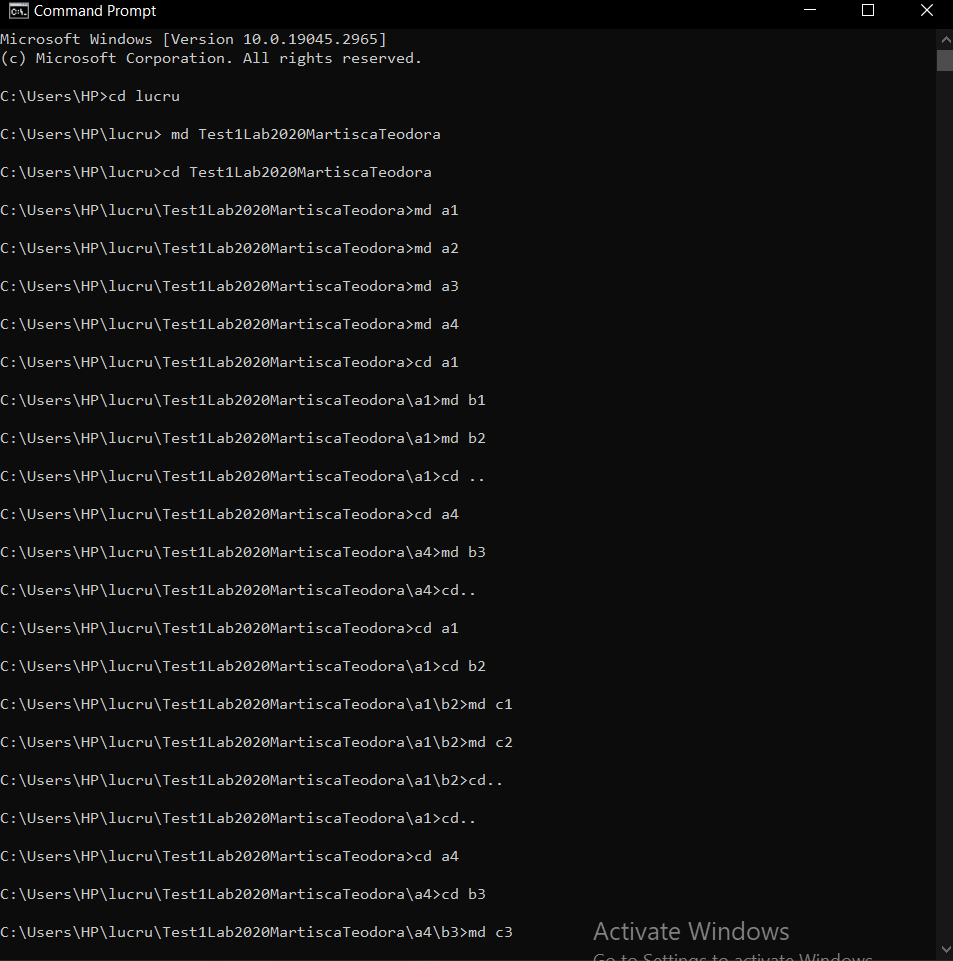 Command Prompt
Microsoft Windows [Version 10.0.19045.2965]
(c) Microsoft Corporation. All rights reserved.
C:\Users\HP>cd lucru
C:\Users\HP\lucru> md Test1Lab2020MartiscaTeodora
C:\Users\HP\lucru>cd Test1Lab2020MartiscaTeodora
C:\Users\HP\lucru\Test1Lab2020MartiscaTeodora>md a1
C:\Users\HP\lucru\Test1Lab2020MartiscaTeodora>md a2
C:\Users\HP\lucru\Test1Lab2020MartiscaTeodora>md a3
C:\Users\HP\lucru\Test1Lab2020MartiscaTeodora>md a4
C:\Users\HP\lucru\Test1Lab2020MartiscaTeodora>cd a1
C:\Users\HP\lucru\Test1Lab2020MartiscaTeodora\a1>md b1
C:\Users\HP\lucru\Test1Lab2020MartiscaTeodora\a1>md b2
C:\Users\HP\lucru\Test1Lab2020MartiscaTeodora\a1>cd ..
C:\Users\HP\lucru\Test1Lab2020MartiscaTeodora>cd a4
C:\Users\HP\lucru\Test1Lab2020MartiscaTeodora\a4>md b3
C:\Users\HP\lucru\Test1Lab2020MartiscaTeodora\a4>cd..
C:\Users\HP\lucru\Test1Lab2020MartiscaTeodora>cd a1
C:\Users\HP\lucru\Test1Lab2020MartiscaTeodora\a1>cd b2
C:\Users\HP\lucru\Test1Lab2020MartiscaTeodora\a1\b2>md c1
C:\Users\HP\lucru\Test1Lab2020MartiscaTeodora\a1\b2>md c2
C:\Users\HP\lucru\Test1Lab2020MartiscaTeodora\a1\b2>cd..
C:\Users\HP\lucru\Test1Lab2020MartiscaTeodora\a1>cd..
C:\Users\HP\lucru\Test1Lab2020MartiscaTeodora>cd a4
C:\Users\HP\lucru\Test1Lab2020MartiscaTeodora\a4>cd b3
C:\Users\HP\lucru\Test1Lab2020MartiscaTeodora\a4\b3>md c3
Activate Windows
Go to Settings to activate Windows.